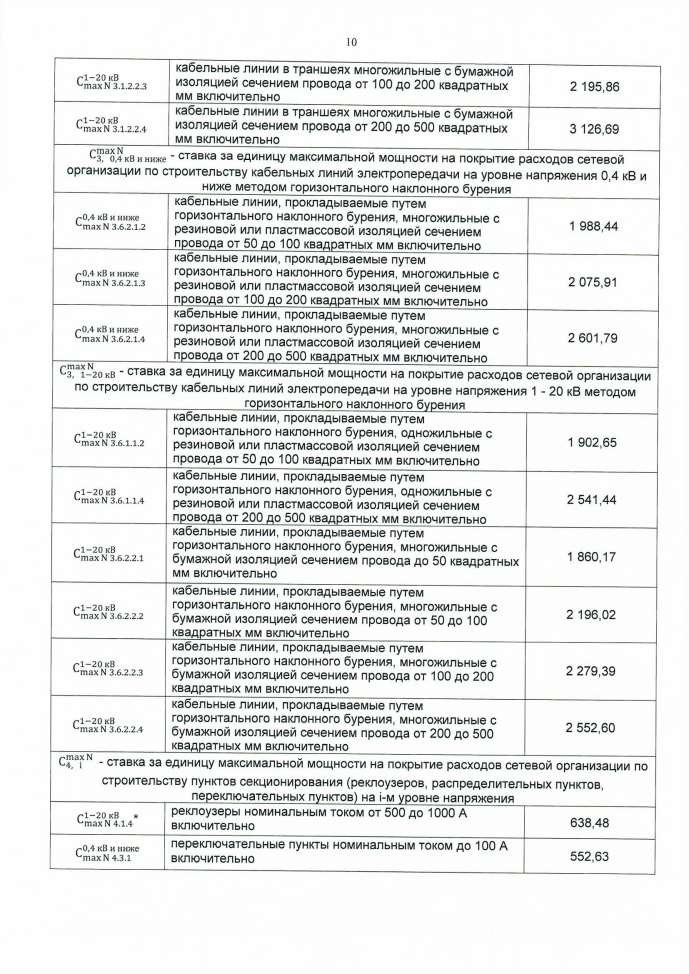 10
C 1−20 кВ max N 3.1.2.2.3
кабельные линии в траншеях многожильные с бумажной
изоляцией сечением провода от 100 до 200 квадратных
мм включительно
2 195,86
C 1−20 кВ max N 3.1.2.2.4
кабельные линии в траншеях многожильные с бумажной
изоляцией сечением провода от 200 до 500 квадратных
мм включительно
3 126,69
C max N 3, 0,4 кВ и ниже - ставка за единицу максимальной мощности на покрытие расходов сетевой
организации по строительству кабельных линий электропередачи на уровне напряжения 0,4 кВ и
ниже методом горизонтального наклонного бурения
C 0,4 кВ и ниже max N 3.6.2.1.2
кабельные линии, прокладываемые путем
горизонтального наклонного бурения, многожильные с
резиновой или пластмассовой изоляцией сечением
провода от 50 до 100 квадратных мм включительно
1 988,44
C 0,4 кВ и ниже max N 3.6.2.1.3
кабельные линии, прокладываемые путем
горизонтального наклонного бурения, многожильные с
резиновой или пластмассовой изоляцией сечением
провода от 100 до 200 квадратных мм включительно
2 075,91
C 0,4 кВ и ниже max N 3.6.2.1.4
кабельные линии, прокладываемые путем
горизонтального наклонного бурения, многожильные с
резиновой или пластмассовой изоляцией сечением
провода от 200 до 500 квадратных мм включительно
2 601,79
C max N 3, 1−20 кВ - ставка за единицу максимальной мощности на покрытие расходов сетевой организации
по строительству кабельных линий электропередачи на уровне напряжения 1 - 20 кВ методом
горизонтального наклонного бурения
C 1−20 кВ max N 3.6.1.1.2
кабельные линии, прокладываемые путем
горизонтального наклонного бурения, одножильные с
резиновой или пластмассовой изоляцией сечением
провода от 50 до 100 квадратных мм включительно
1 902,65
C 1−20 кВ max N 3.6.1.1.4
кабельные линии, прокладываемые путем
горизонтального наклонного бурения, одножильные с
резиновой или пластмассовой изоляцией сечением
провода от 200 до 500 квадратных мм включительно
2 541,44
C 1−20 кВ max N 3.6.2.2.1
кабельные линии, прокладываемые путем
горизонтального наклонного бурения, многожильные с
бумажной изоляцией сечением провода до 50 квадратных
мм включительно
1 860,17
C 1−20 кВ max N 3.6.2.2.2
кабельные линии, прокладываемые путем
горизонтального наклонного бурения, многожильные с
бумажной изоляцией сечением провода от 50 до 100
квадратных мм включительно
2 196,02
C 1−20 кВ max N 3.6.2.2.3
кабельные линии, прокладываемые путем
горизонтального наклонного бурения, многожильные с
бумажной изоляцией сечением провода от 100 до 200
квадратных мм включительно
2 279,39
C 1−20 кВ max N 3.6.2.2.4
кабельные линии, прокладываемые путем
горизонтального наклонного бурения, многожильные с
бумажной изоляцией сечением провода от 200 до 500
квадратных мм включительно
2 552,60
C max N 4, i - ставка за единицу максимальной мощности на покрытие расходов сетевой организации по
строительству пунктов секционирования (реклоузеров, распределительных пунктов,
переключательных пунктов) на i-м уровне напряжения
C 1−20 кВ max N 4.1.4 *
реклоузеры номинальным током от 500 до 1000 А
включительно
638,48
C 0,4 кВ и ниже max N 4.3.1
переключательные пункты номинальным током до 100 А
включительно
552,63